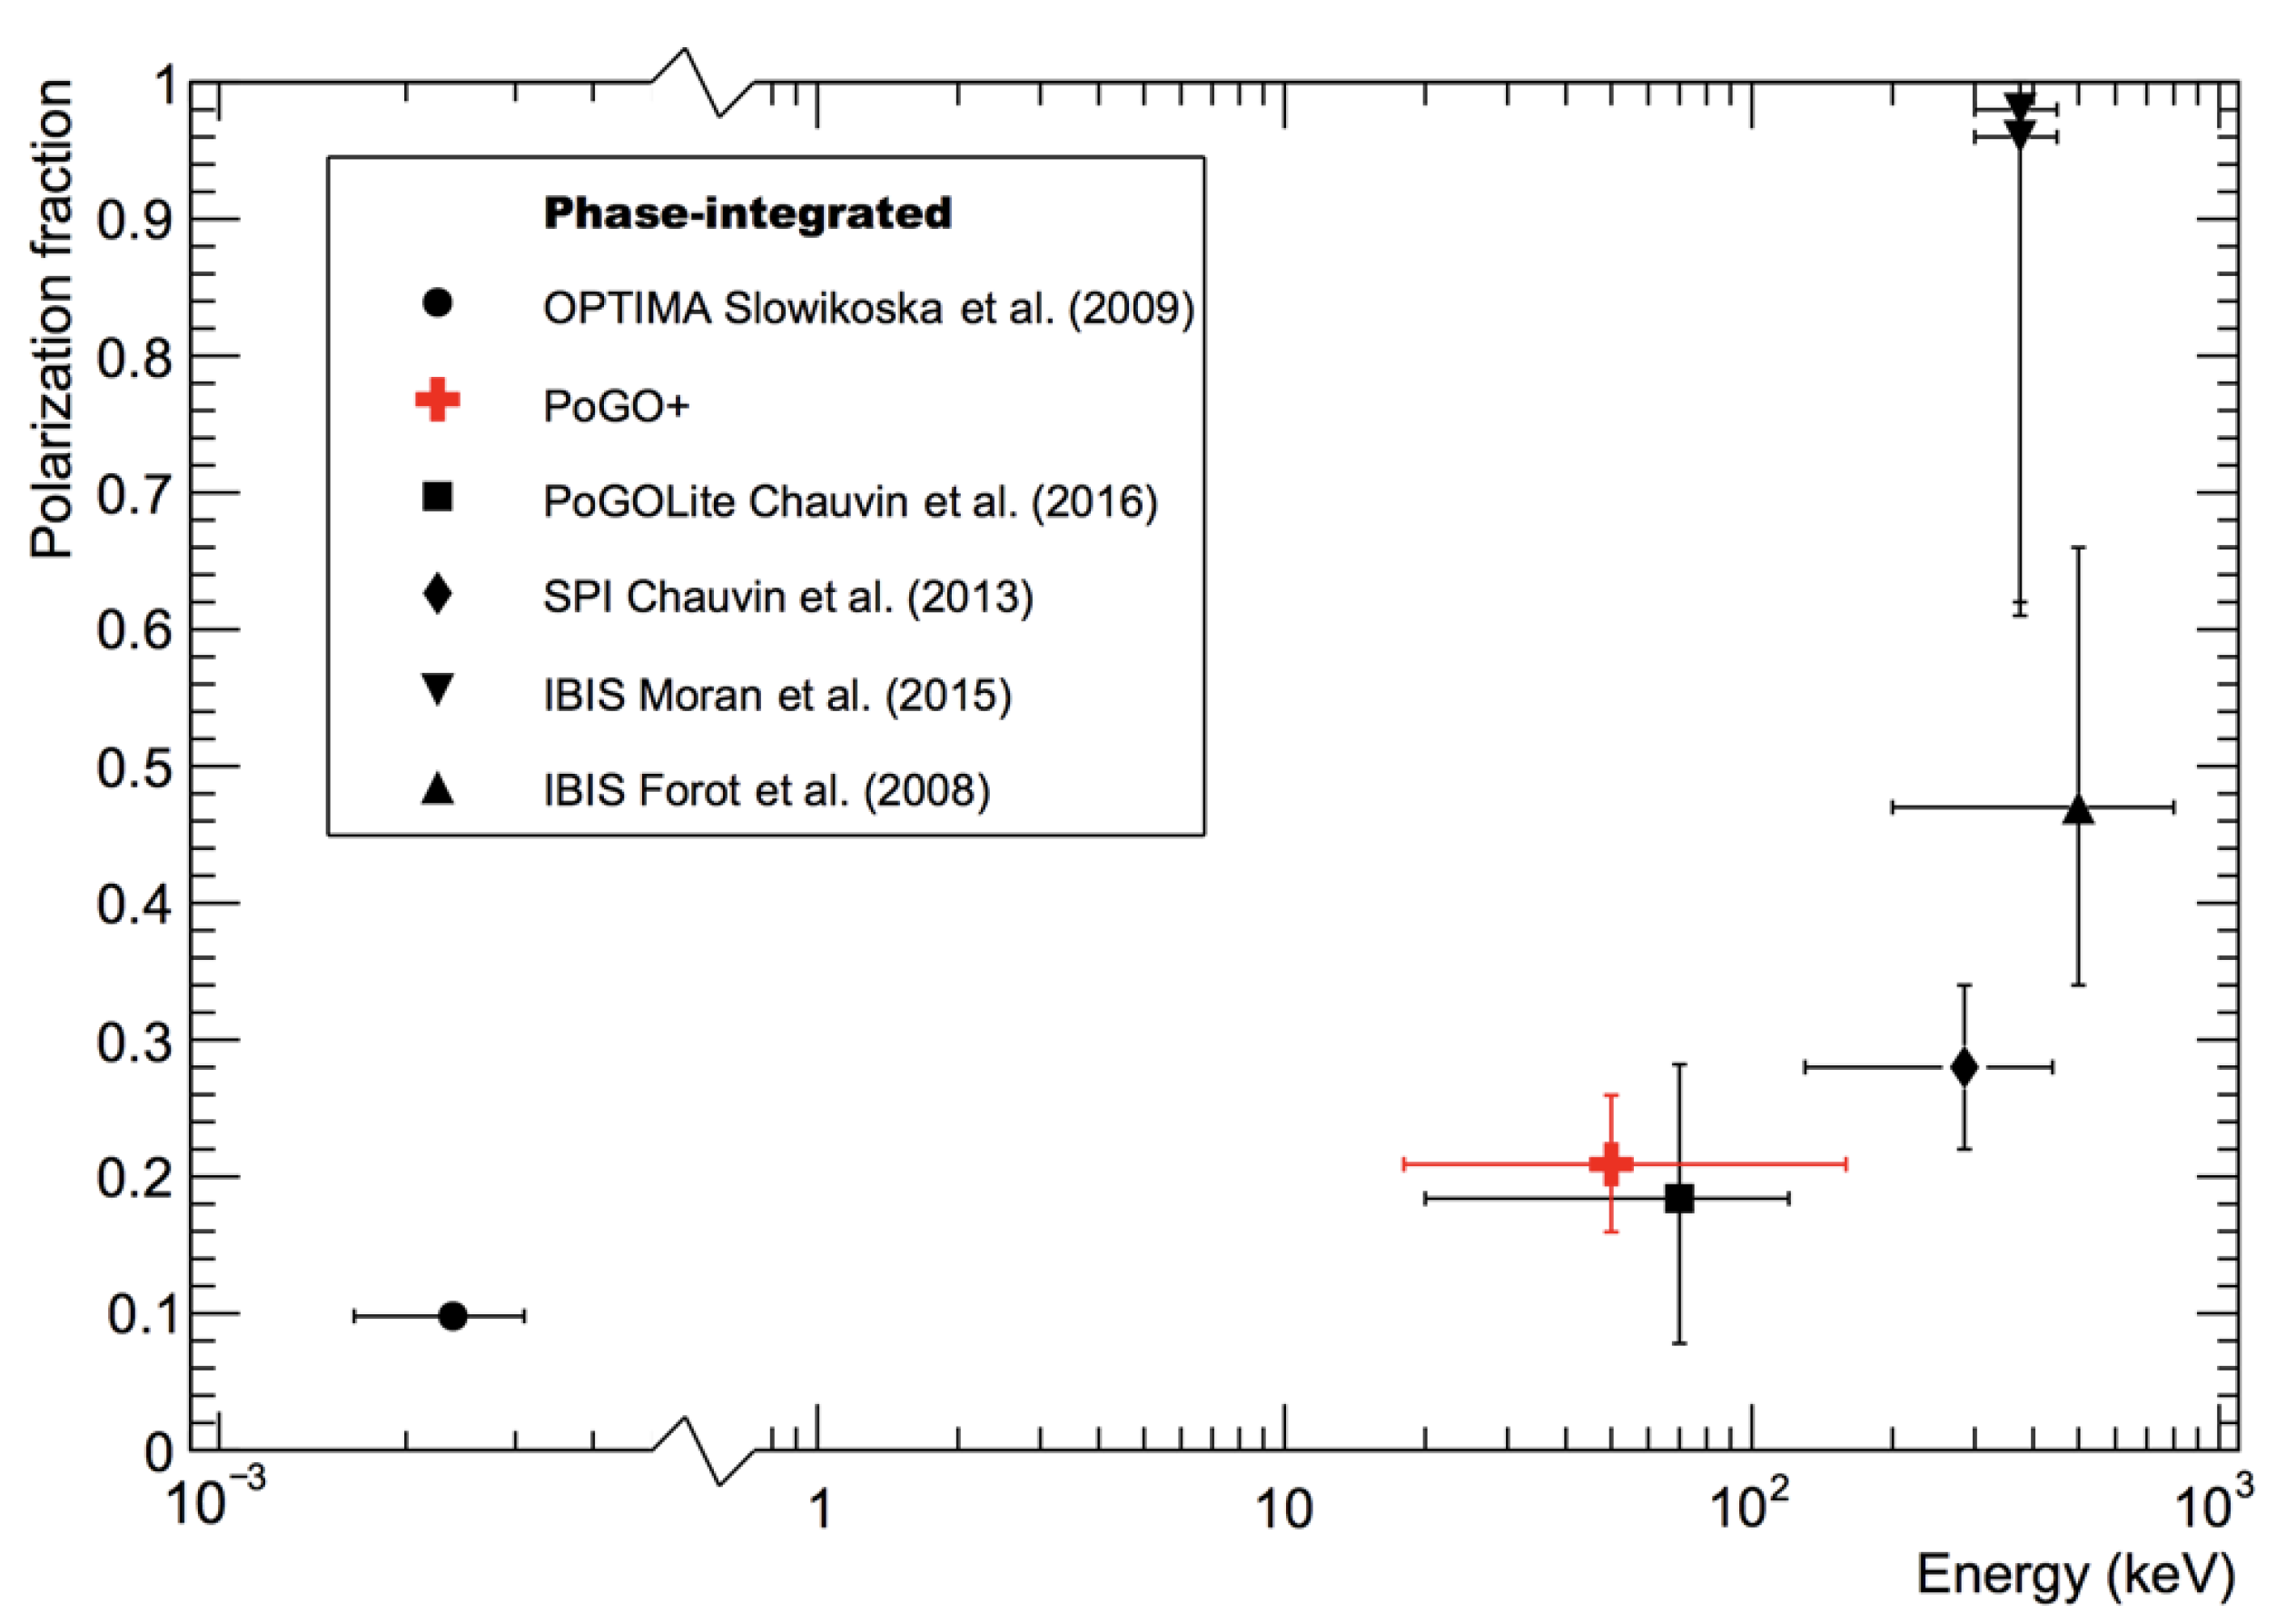 Polarization fraction
1
0.9
0.8
0.7
0.6
0.5
0.4
0.3
0.2
0.1
0
Phase-integrated
OPTIMA Slowikoska et al. (2009)
PoGO+
PoGOLite Chauvin et al. (2016)
SPI Chauvin et al. (2013)
IBIS Moran et al. (2015)
IBIS Forot et al. (2008)
10⁻³ 1 10 10² 10³
Energy (keV)